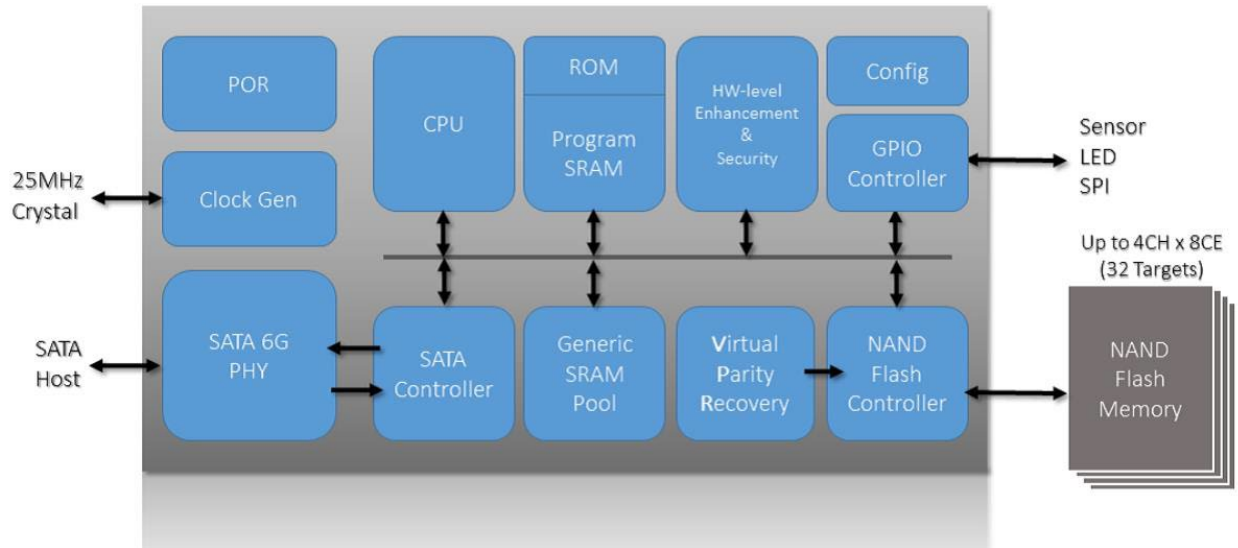 POR
CPU
ROM
Program
SRAM
HW-level
Enhancement
&
Security
Config
GPIO
Controller
Sensor
LED
SPI
25MHz
Crystal
Clock Gen
Up to 4CH x 8CE
(32 Targets)
SATA
Host
SATA 6G
PHY
SATA
Controller
Generic
SRAM
Pool
Virtual
Parity
Recovery
NAND
Flash
Controller
NAND
Flash
Memory